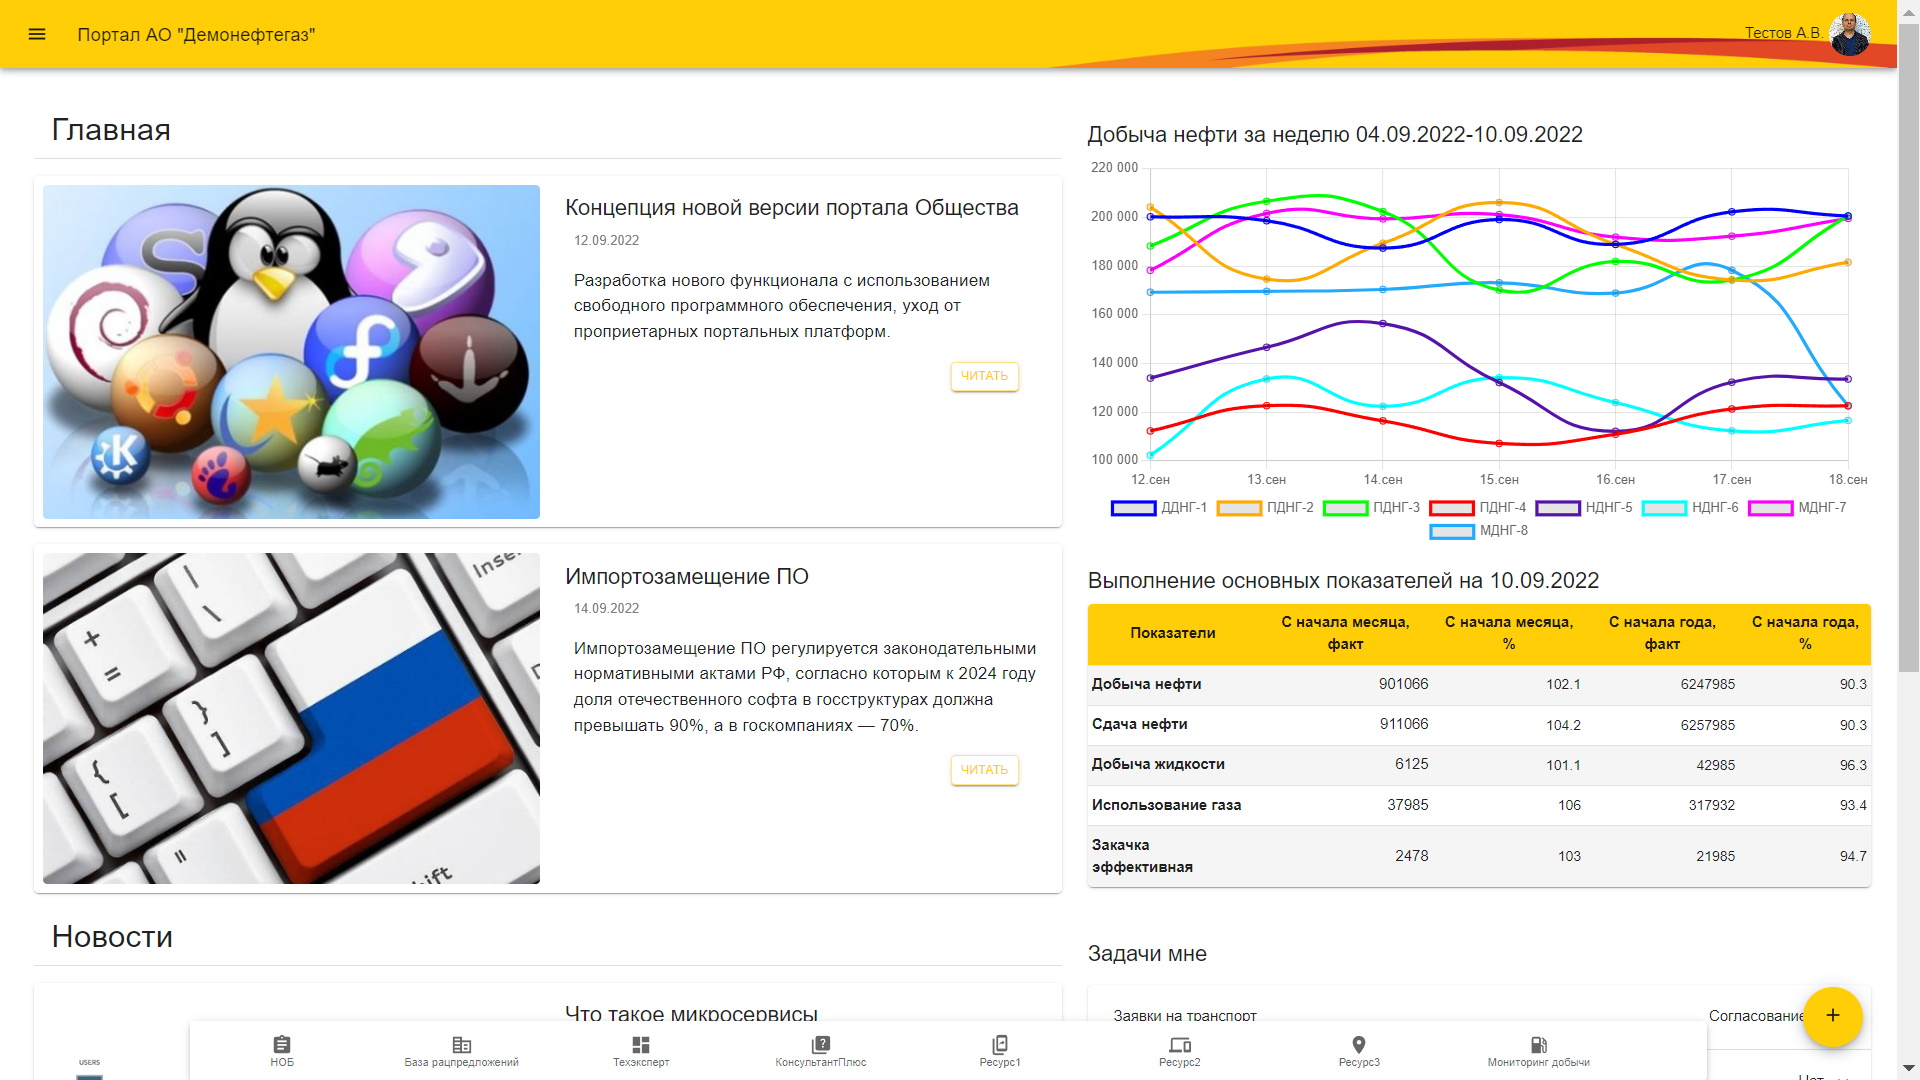 Портал АО "Демонефтегаз"
Тестов А.В.
Главная
Концепция новой версии портала Общества
12.09.2022
Разработка нового функционала с использованием
свободного программного обеспечения, уход от
проприетарных портальных платформ.
ЧИТАТЬ
Insert
Shift
Импортозамещение ПО
14.09.2022
Импортозамещение ПО регулируется законодательными
нормативными актами РФ, согласно которым к 2024 году
доля отечественного софта в госструктурах должна
превышать 90%, а в госкомпаниях — 70%.
ЧИТАТЬ
Новости
Что такое микросервисы
USERS
Добыча нефти за неделю 04.09.2022-10.09.2022
220 000
200 000
180 000
160 000
140 000
120 000
100 000
12.сен 13.сен 14.сен 15.сен 16.сен 17.сен 18.сен
ДДНГ-1 ПДНГ-2 ПДНГ-3 ПДНГ-4 НДНГ-5 НДНГ-6 МДНГ-7
МДНГ-8
Выполнение основных показателей на 10.09.2022
Показатели С начала месяца, факт С начала месяца, % С начала года, факт С начала года, %
Добыча нефти 901066 102.1 6247985 90.3
Сдача нефти 911066 104.2 6257985 90.3
Добыча жидкости 6125 101.1 42985 96.3
Использование газа 37985 106 317932 93.4
Закачка эффективная 2478 103 21985 94.7
Задачи мне
Заявки на транспорт Согласование
+
НОБ База рацпредложений Техэксперт КонсультантПлюс Ресурс1 Ресурс2 Ресурс3 Мониторинг добычи